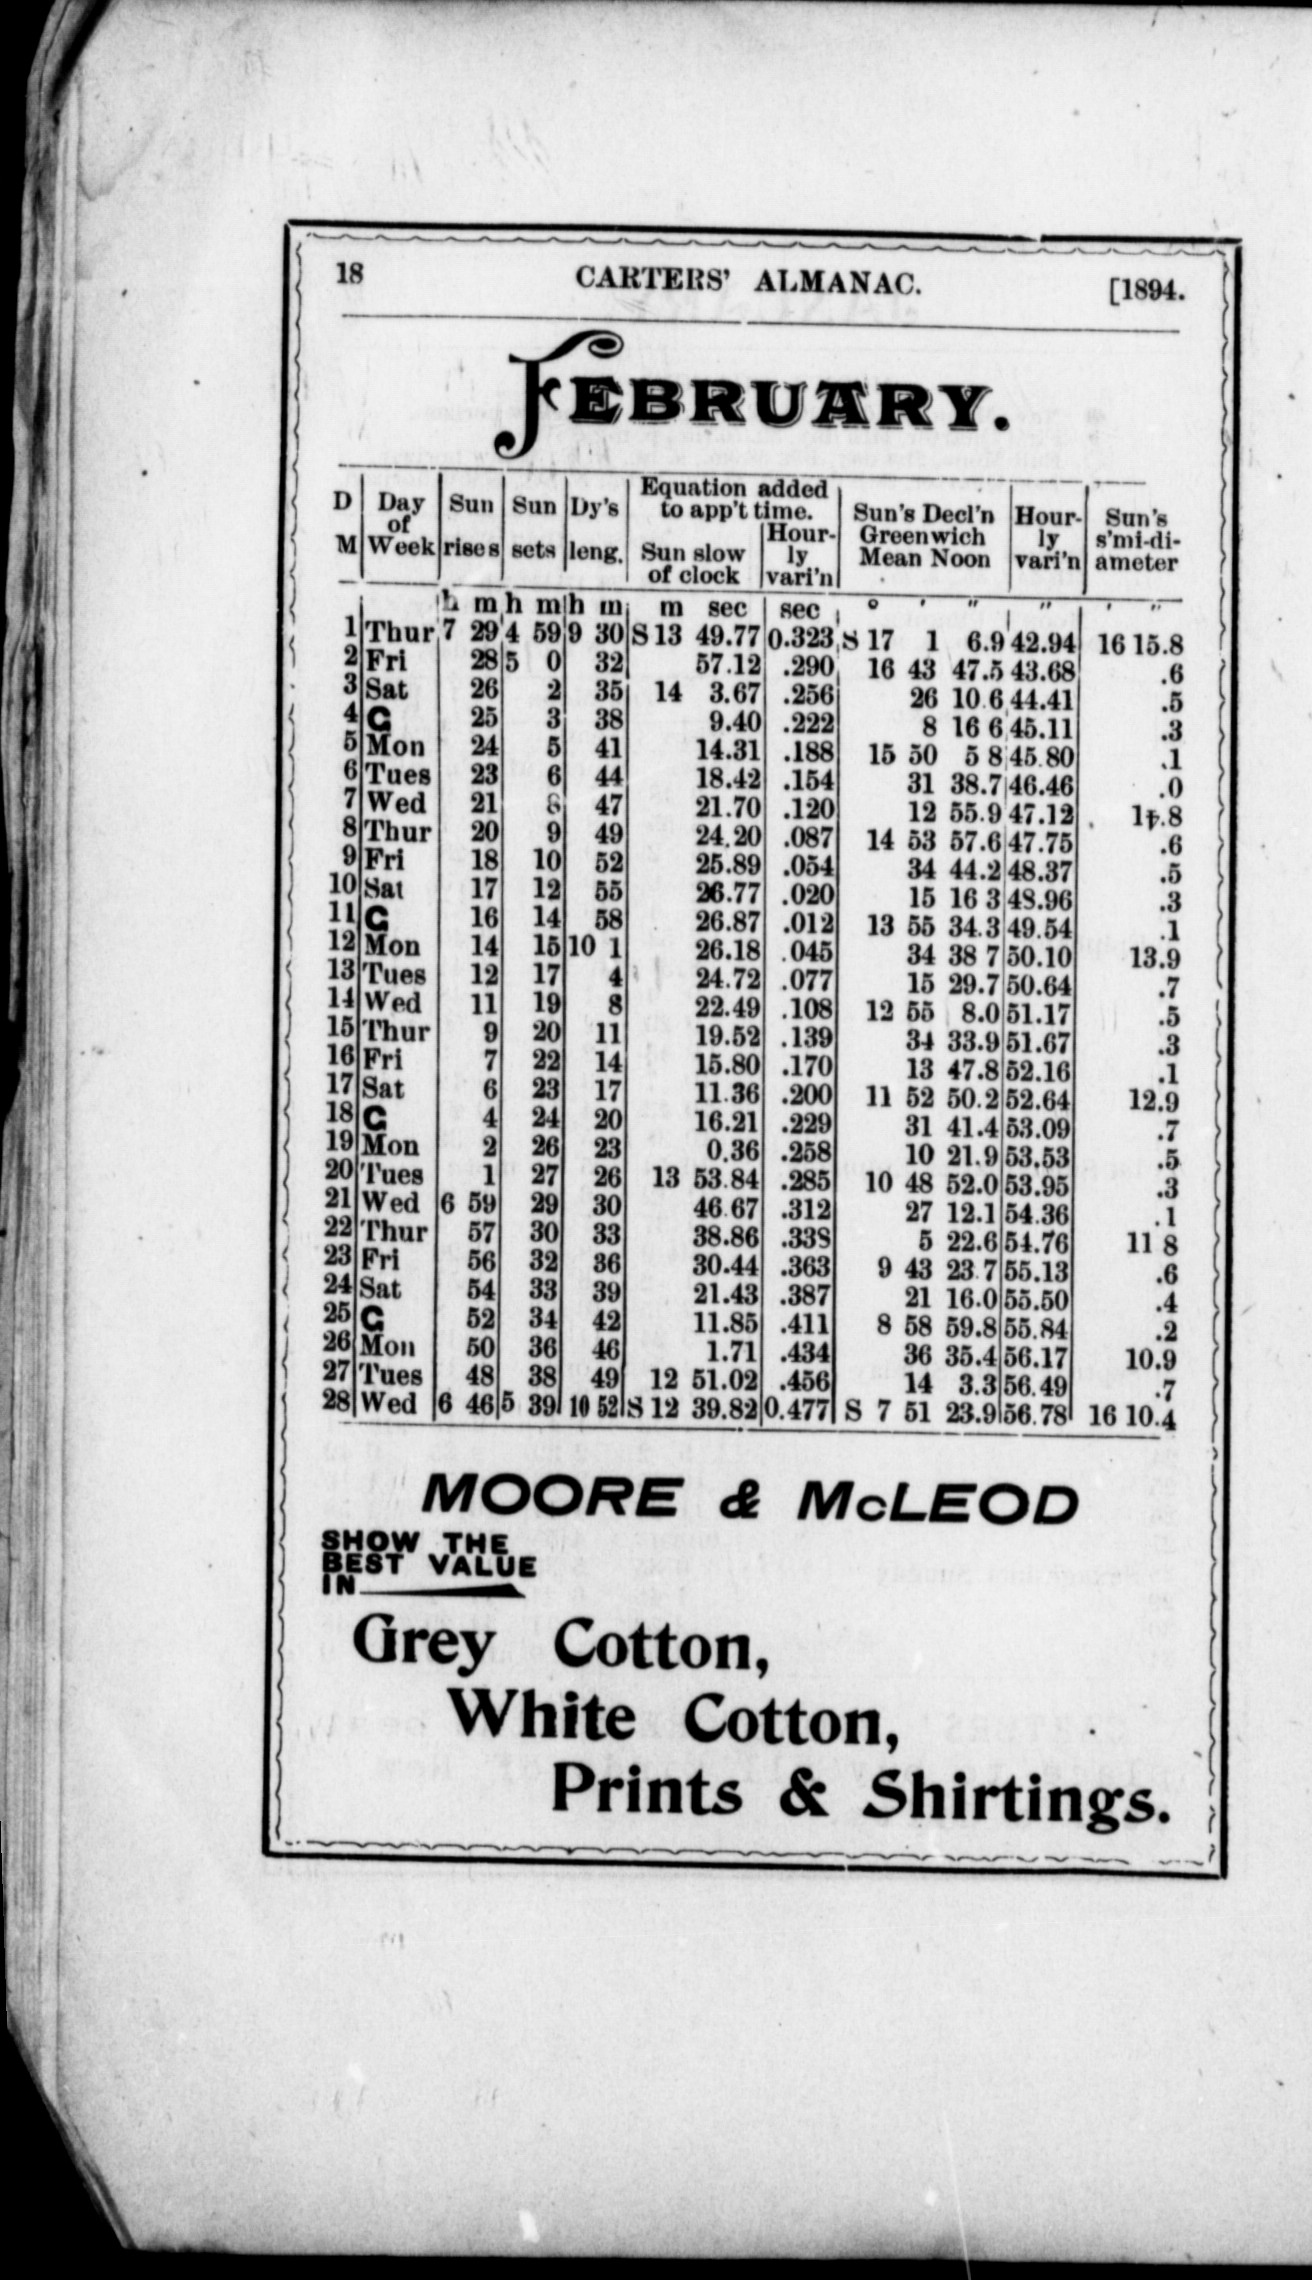 18 CARTERS' ALMANAC. [1894.
FEBRUARY.
D M | Day of Week | Sun rises | Sun sets | Dy's leng. | Equation added to app't time. Sun slow of clock | Hour-ly vari'n | Sun's Decl'n Greenwich Mean Noon | Hour-ly vari'n | Sun's s'mi-di-ameter
h m h m h m m sec sec ° ' " " ' "
1 Thur 7 29 4 59 9 30 S 13 49.77 0.323 S 17 1 6.9 42.94 16 15.8
2 Fri 28 5 0 32 57.12 .290 16 43 47.5 43.68 .6
3 Sat 26 2 35 14 3.67 .256 26 10 6 44.41 .5
4 G 25 3 38 9.40 .222 8 16 6 45.11 .3
5 Mon 24 5 41 14.31 .188 15 50 5 8 45.80 .1
6 Tues 23 6 44 18.42 .154 31 38.7 46.46 .0
7 Wed 21 8 47 21.70 .120 12 55.9 47.12 14.8
8 Thur 20 9 49 24.20 .087 14 53 57.6 47.75 .6
9 Fri 18 10 52 25.89 .054 34 44.2 48.37 .5
10 Sat 17 12 55 26.77 .020 15 16 3 48.96 .3
11 G 16 14 58 26.87 .012 13 55 34.3 49.54 .1
12 Mon 14 15 10 1 26.18 .045 34 38 7 50.10 13.9
13 Tues 12 17 4 24.72 .077 15 29.7 50.64 .7
14 Wed 11 19 8 22.49 .108 12 55 8.0 51.17 .5
15 Thur 9 20 11 19.52 .139 34 33.9 51.67 .3
16 Fri 7 22 14 15.80 .170 13 47.8 52.16 .1
17 Sat 6 23 17 11.36 .200 11 52 50.2 52.64 12.9
18 G 4 24 20 16.21 .229 31 41.4 53.09 .7
19 Mon 2 26 23 0.36 .258 10 21.9 53.53 .5
20 Tues 1 27 26 13 53.84 .285 10 48 52.0 53.95 .3
21 Wed 6 59 29 30 46.67 .312 27 12.1 54.36 .1
22 Thur 57 30 33 38.86 .338 5 22.6 54.76 11 8
23 Fri 56 32 36 30.44 .363 9 43 23.7 55.13 .6
24 Sat 54 33 39 21.43 .387 21 16.0 55.50 .4
25 G 52 34 42 11.85 .411 8 58 59.8 55.84 .2
26 Mon 50 36 46 1.71 .434 36 35.4 56.17 10.9
27 Tues 48 38 49 12 51.02 .456 14 3.3 56.49 .7
28 Wed 6 46 5 39 10 52 S 12 39.82 0.477 S 7 51 23.9 56.78 16 10.4
MOORE & McLEOD
SHOW THE
BEST VALUE
IN
Grey Cotton,
White Cotton,
Prints & Shirtings.